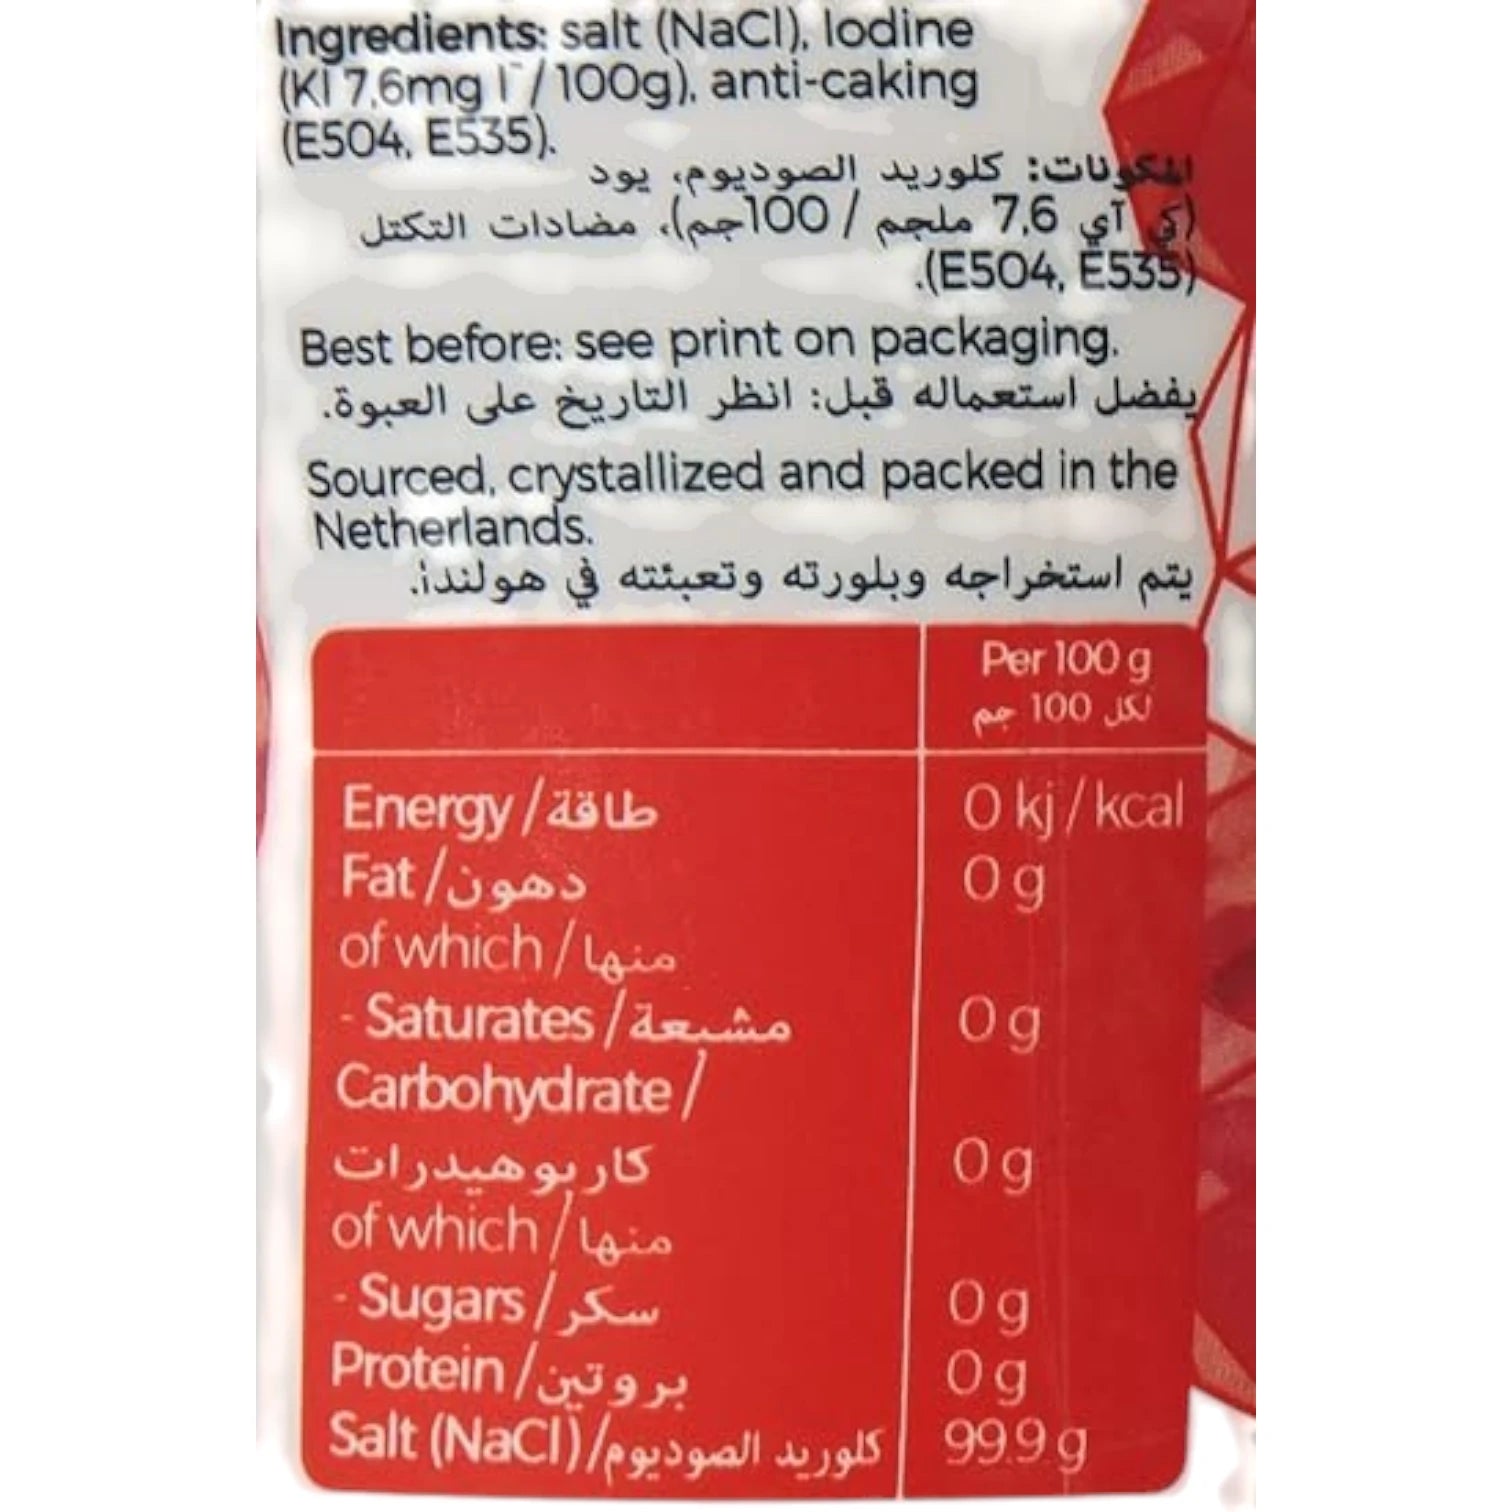 Ingredients: salt (NaCl), Iodine
(KI 7,6mg I⁻/100g), anti-caking
(E504, E535).
المكونات: كلوريد الصوديوم، يود
(كي آي 7,6 ملجم / 100جم)، مضادات التكتل
(E504, E535).
Best before: see print on packaging.
يفضل استعماله قبل: انظر التاريخ على العبوة.
Sourced, crystallized and packed in the
Netherlands.
يتم استخراجه وبلورته وتعبئته في هولندا.
Per 100 g
لكل 100 جم
Energy/طاقة 0 kj/kcal
Fat/دهون 0 g
of which/منها
- Saturates/مشبعة 0 g
Carbohydrate/
كاربوهيدرات 0 g
of which/منها
- Sugars/سكر 0 g
Protein/بروتين 0 g
Salt (NaCl)/كلوريد الصوديوم 99.9 g